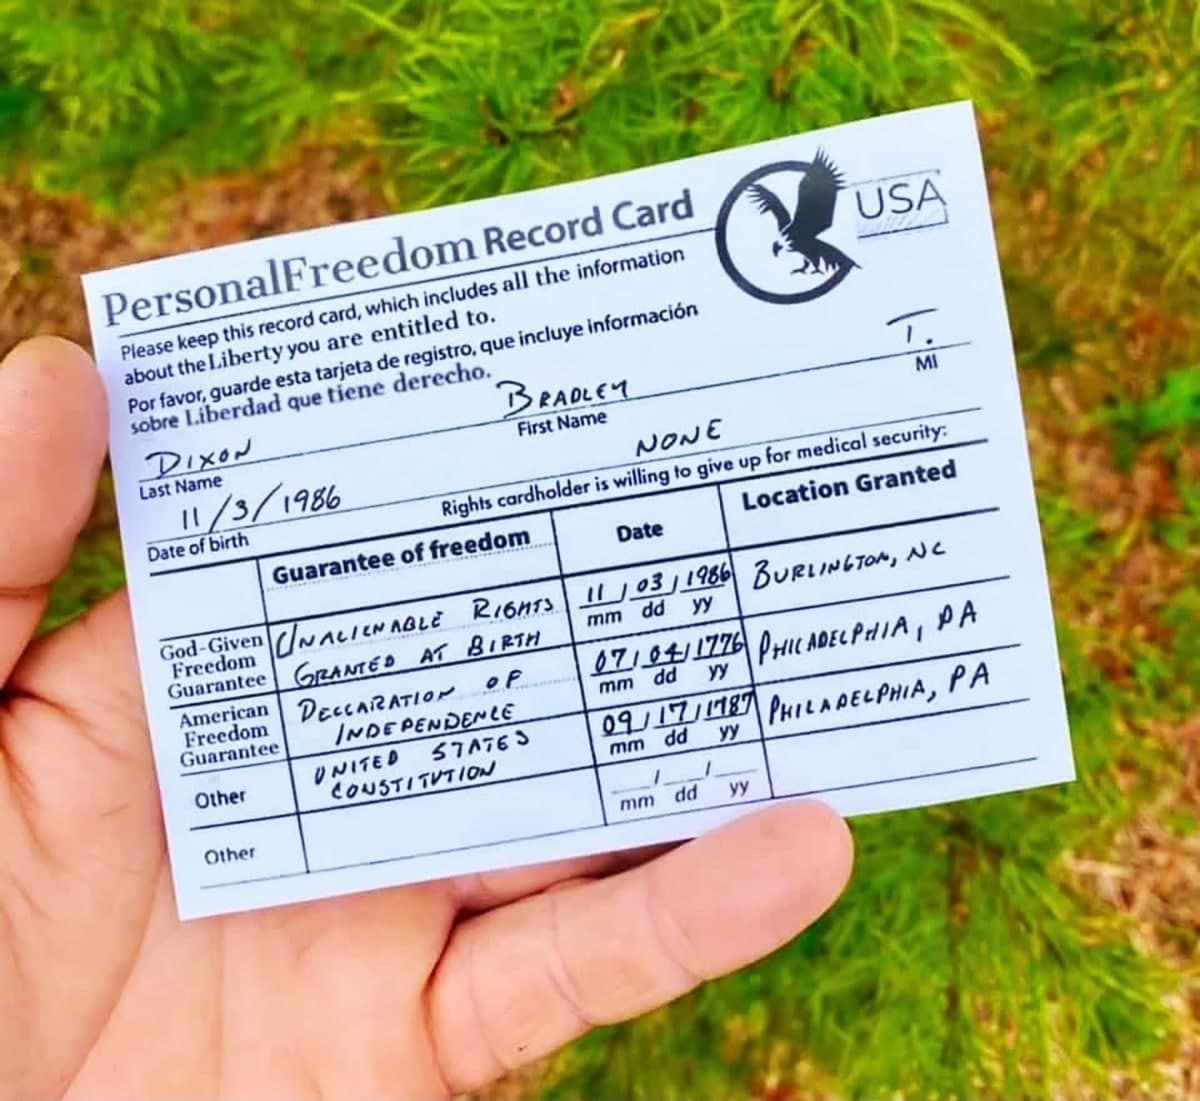 PersonalFreedom Record Card
USA
Please keep this record card, which includes all the information
about the Liberty you are entitled to.
Por favor, guarde esta tarjeta de registro, que incluye información
sobre Liberdad que tiene derecho.
DIXON BRADLEY T.
Last Name First Name MI
11/3/1986 NONE
Date of birth Rights cardholder is willing to give up for medical security:
Guarantee of freedom Date Location Granted
God-Given Freedom Guarantee
UNALIENABLE RIGHTS
GRANTED AT BIRTH
11/03/1986 BURLINGTON, NC
mm dd yy
American Freedom Guarantee
DECLARATION OF
INDEPENDENCE
07/04/1776 PHILADELPHIA, PA
mm dd yy
Other
UNITED STATES
CONSTITUTION
09/17/1787 PHILADELPHIA, PA
mm dd yy
Other
/ /
mm dd yy